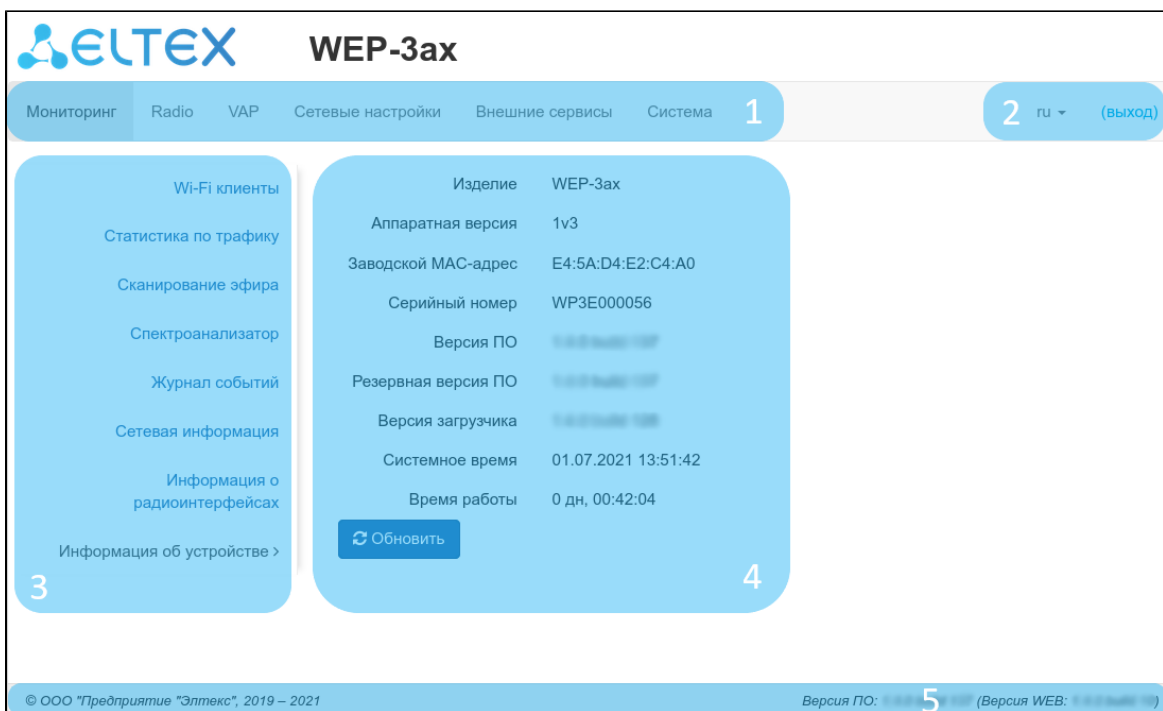 ELTEX WEP-3ax
Мониторинг Radio VAP Сетевые настройки Внешние сервисы Система 1 2 ru (выход)
Wi-Fi клиенты
Статистика по трафику
Сканирование эфира
Спектроанализатор
Журнал событий
Сетевая информация
Информация о
радиоинтерфейсах
Информация об устройстве >
3
Изделие WEP-3ax
Аппаратная версия 1v3
Заводской MAC-адрес E4:5A:D4:E2:C4:A0
Серийный номер WP3E000056
Версия ПО
Резервная версия ПО
Версия загрузчика
Системное время 01.07.2021 13:51:42
Время работы 0 дн, 00:42:04
Обновить
4
© ООО "Предприятие "Элтекс", 2019 – 2021 Версия ПО: 5 (Версия WEB: )